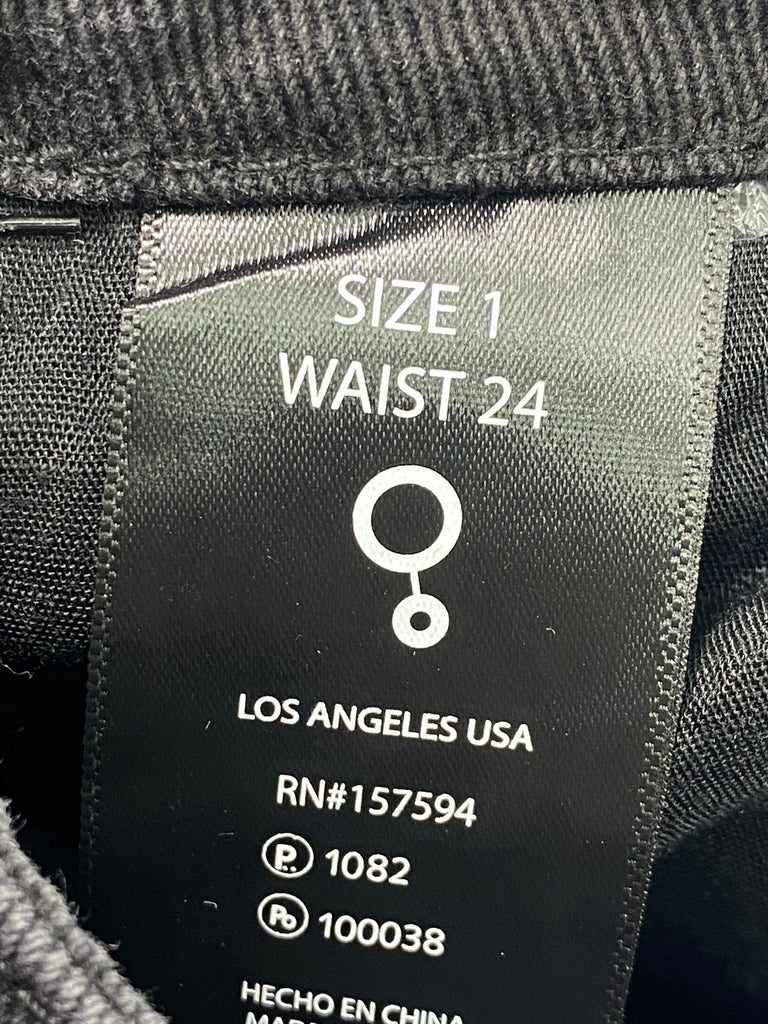 SIZE 1
WAIST 24
LOS ANGELES USA
RN#157594
P. 1082
Po 100038
HECHO EN CHINA